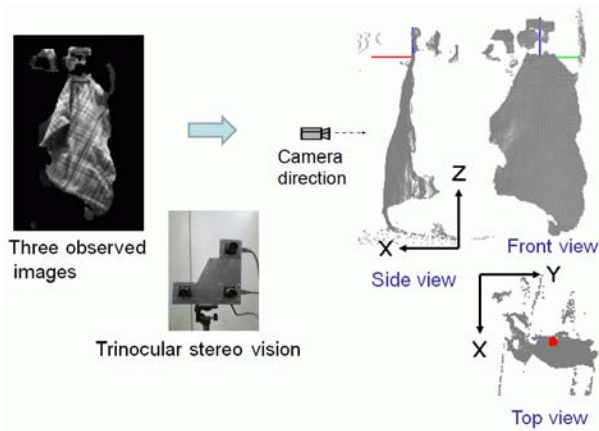 Three observed
images
Trinocular stereo vision
Camera
direction
Z
X
Side view
Front view
Y
X
Top view